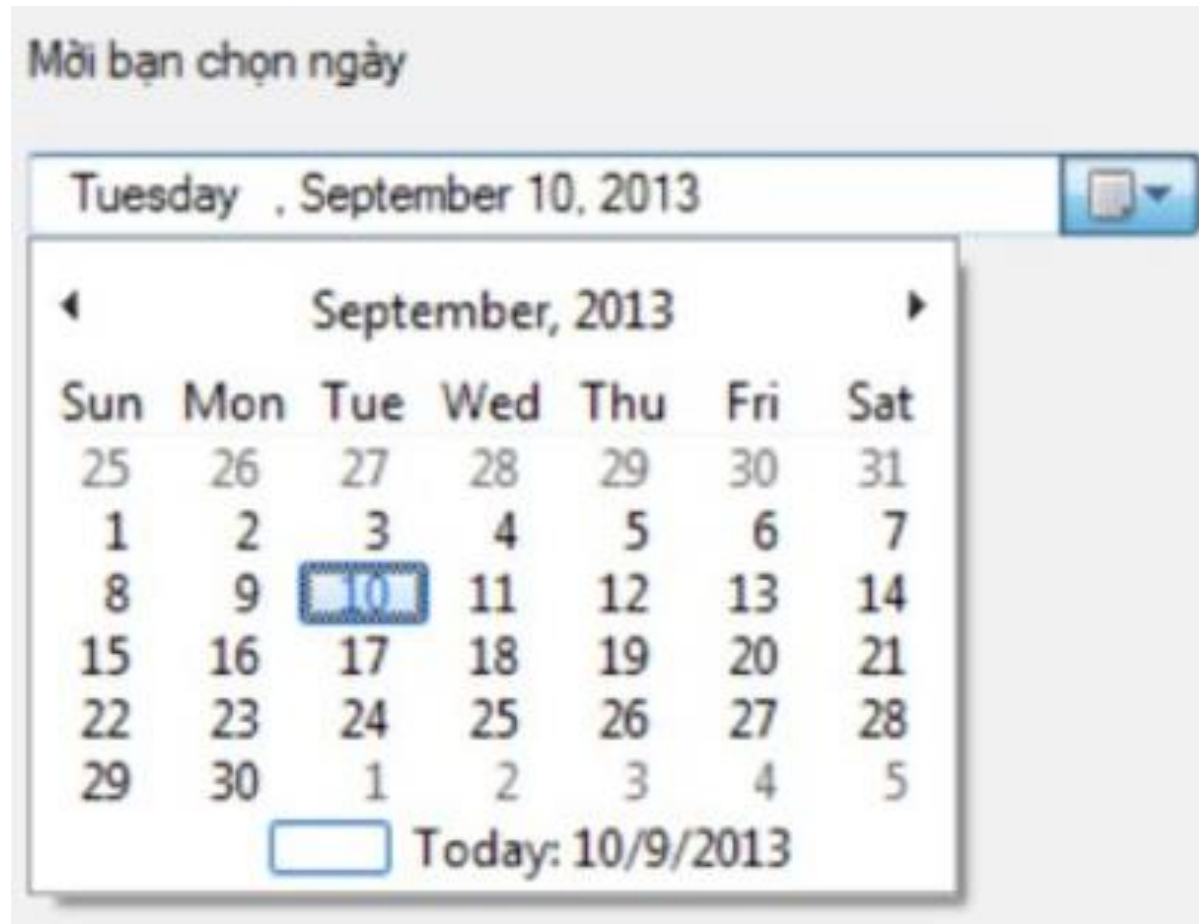 Mời bạn chọn ngày
Tuesday , September 10, 2013
September, 2013
Sun Mon Tue Wed Thu Fri Sat
25 26 27 28 29 30 31
1 2 3 4 5 6 7
8 9 10 11 12 13 14
15 16 17 18 19 20 21
22 23 24 25 26 27 28
29 30 1 2 3 4 5
Today: 10/9/2013